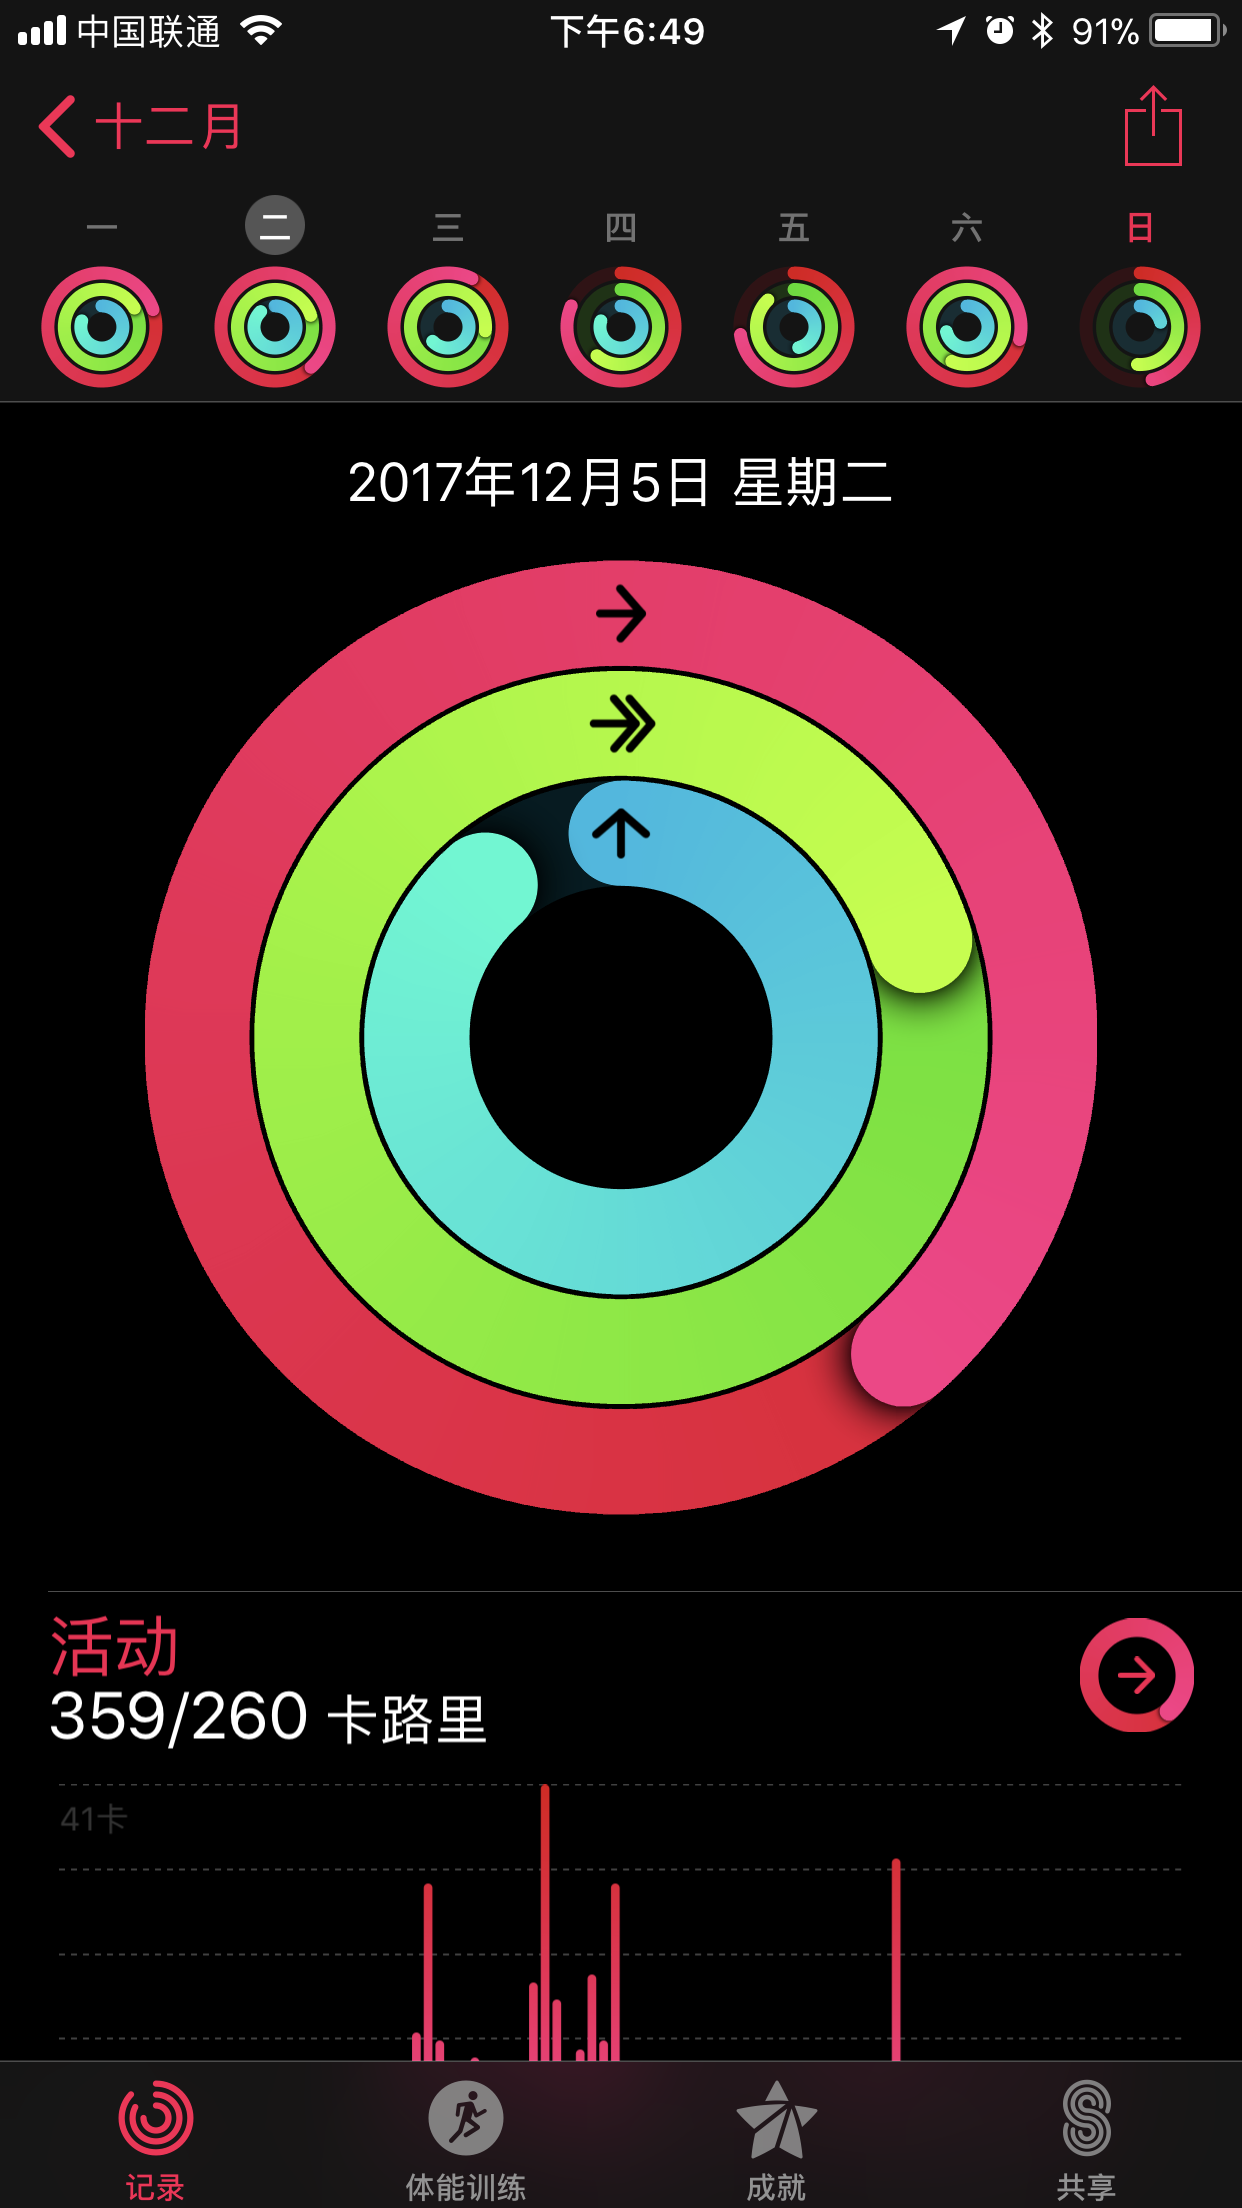 中国联通 下午6:49 91%
十二月
一 二 三 四 五 六 日
2017年12月5日 星期二
活动
359/260 卡路里
41卡
记录 体能训练 成就 共享